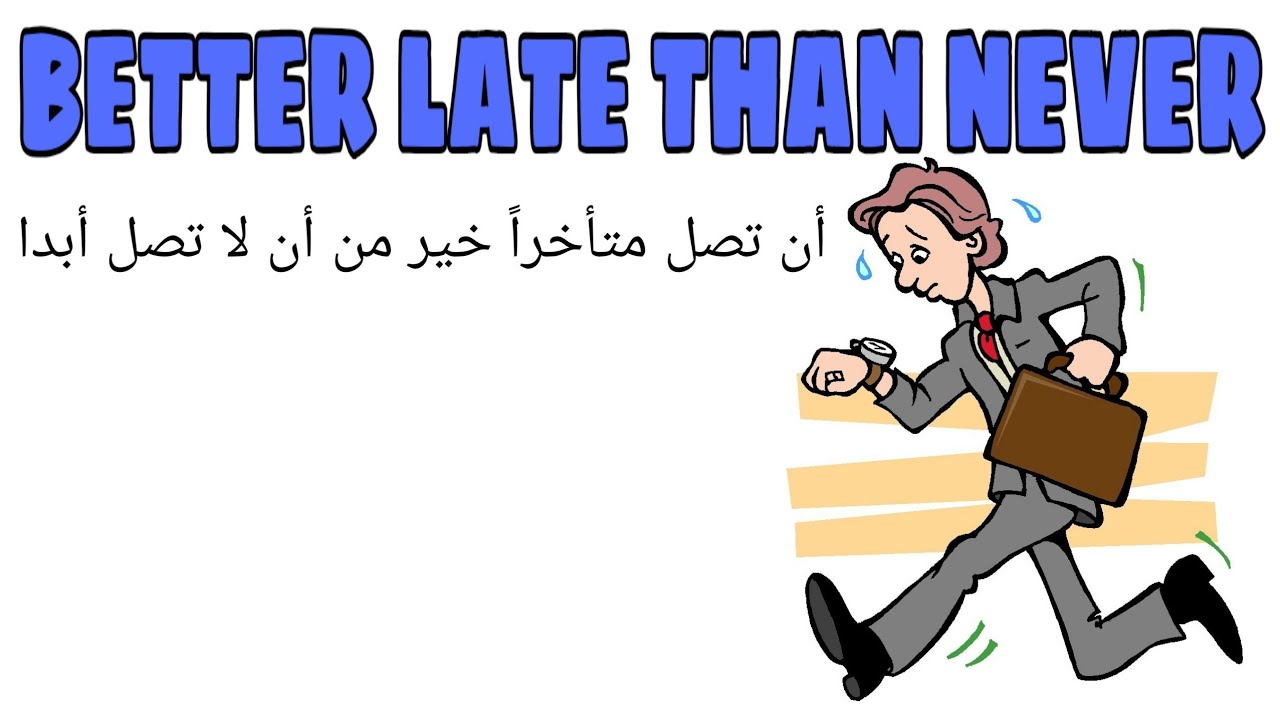 BETTER LATE THAN NEVER
أن تصل متأخراً خير من أن لا تصل أبدا